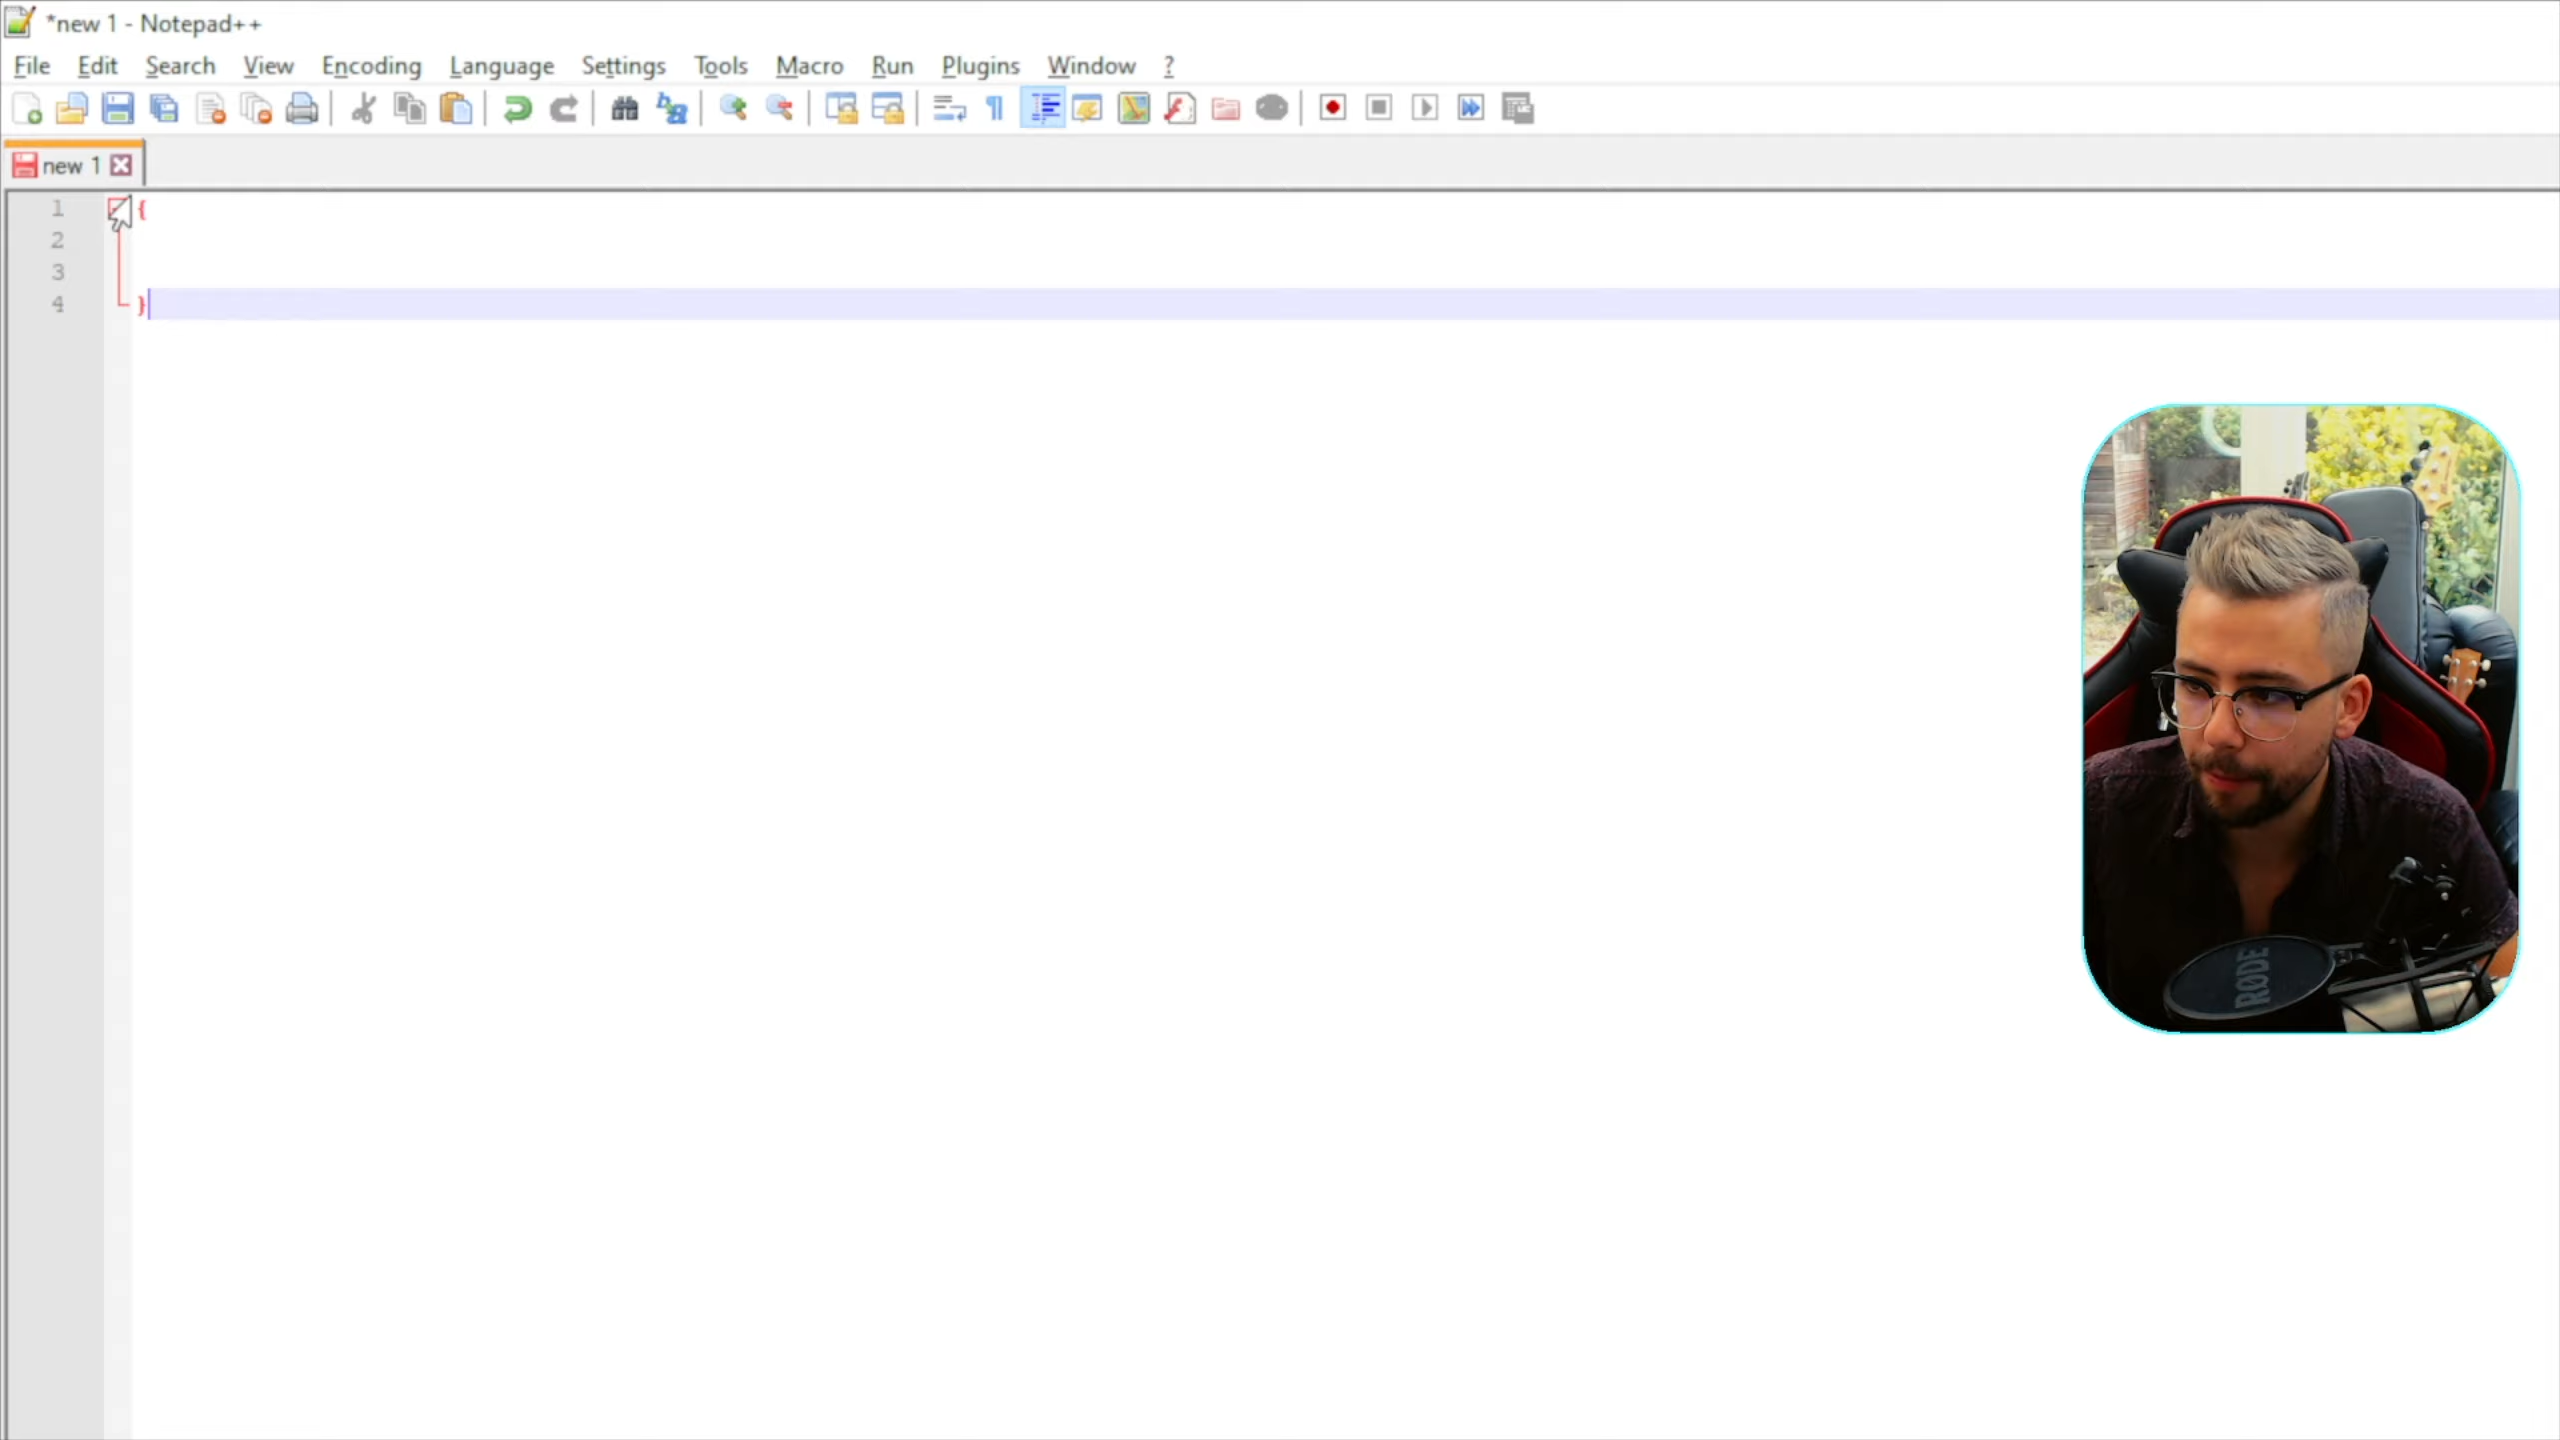 *new 1 - Notepad++
File Edit Search View Encoding Language Settings Tools Macro Run Plugins Window ?
new 1
1 {
2
3
4 }
RØDE